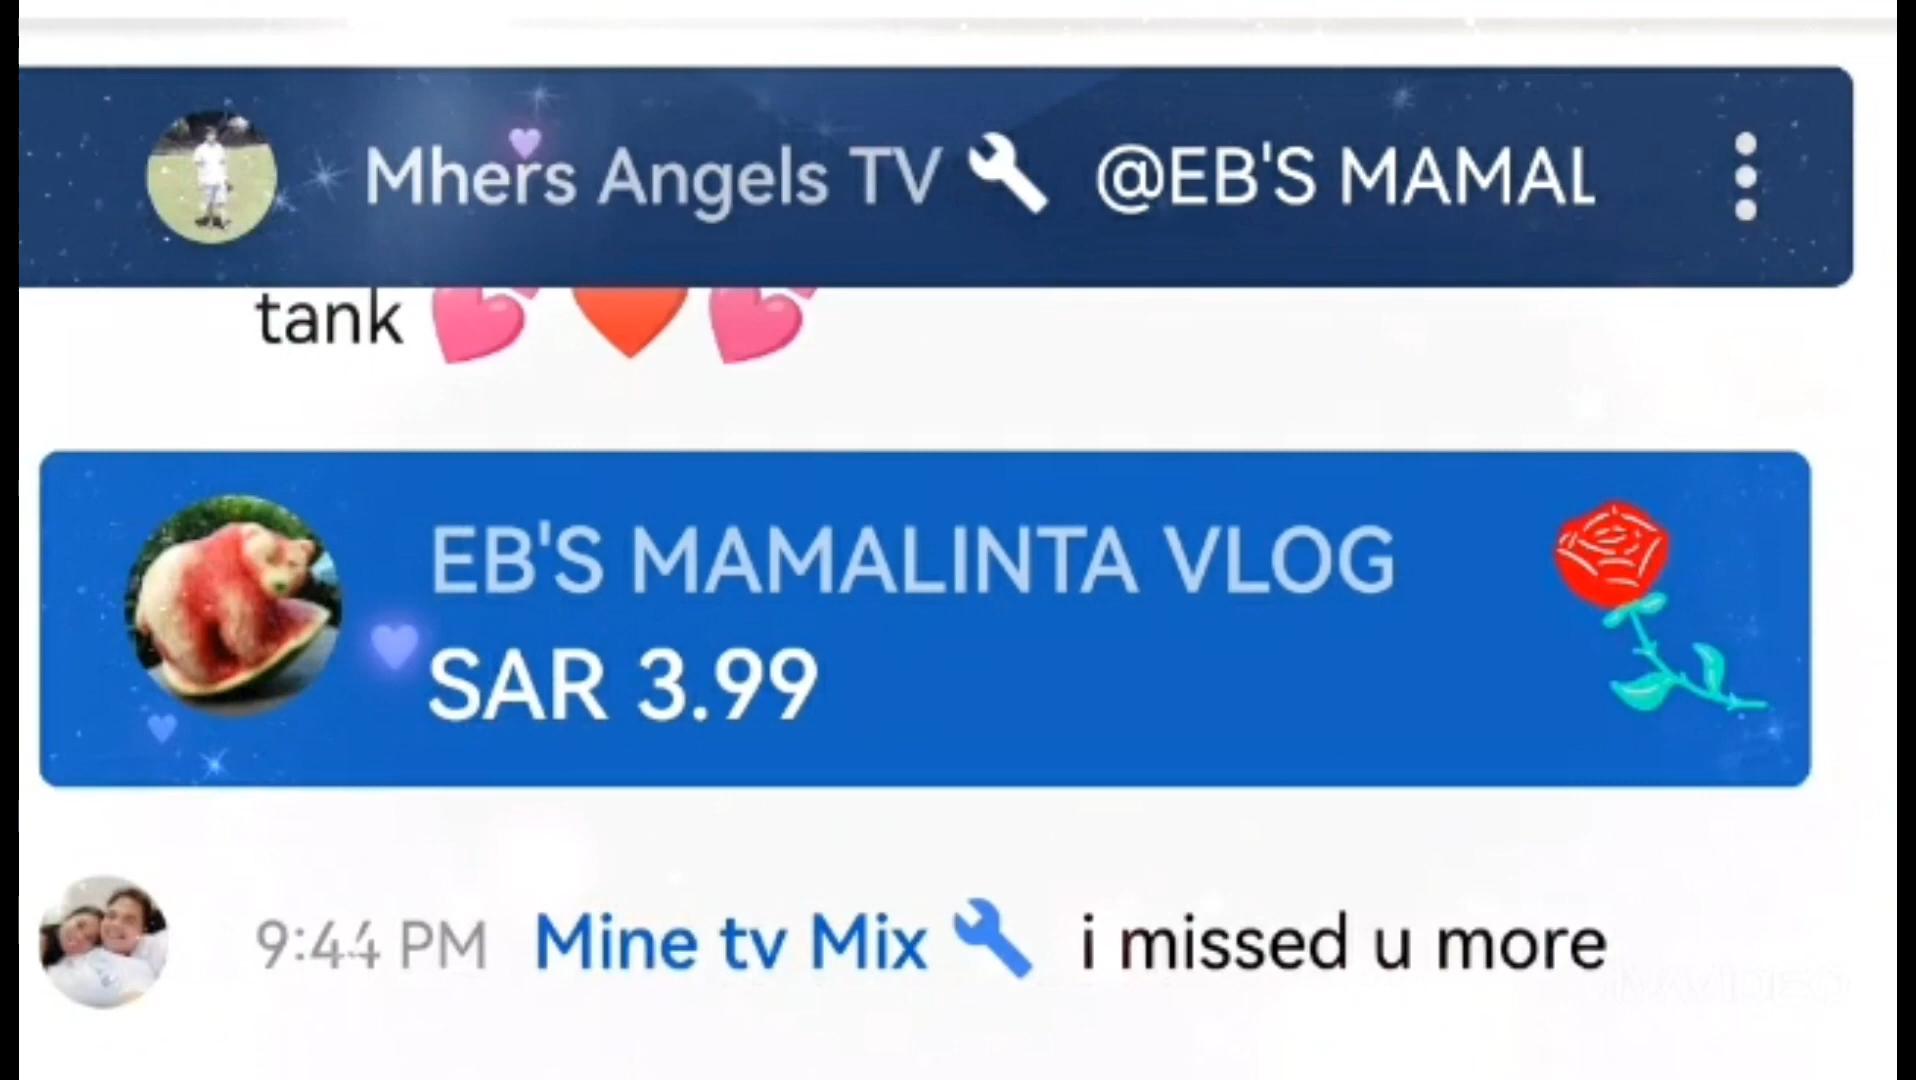 Mhers Angels TV @EB'S MAMAL
tank
EB'S MAMALINTA VLOG
SAR 3.99
9:44 PM Mine tv Mix i missed u more